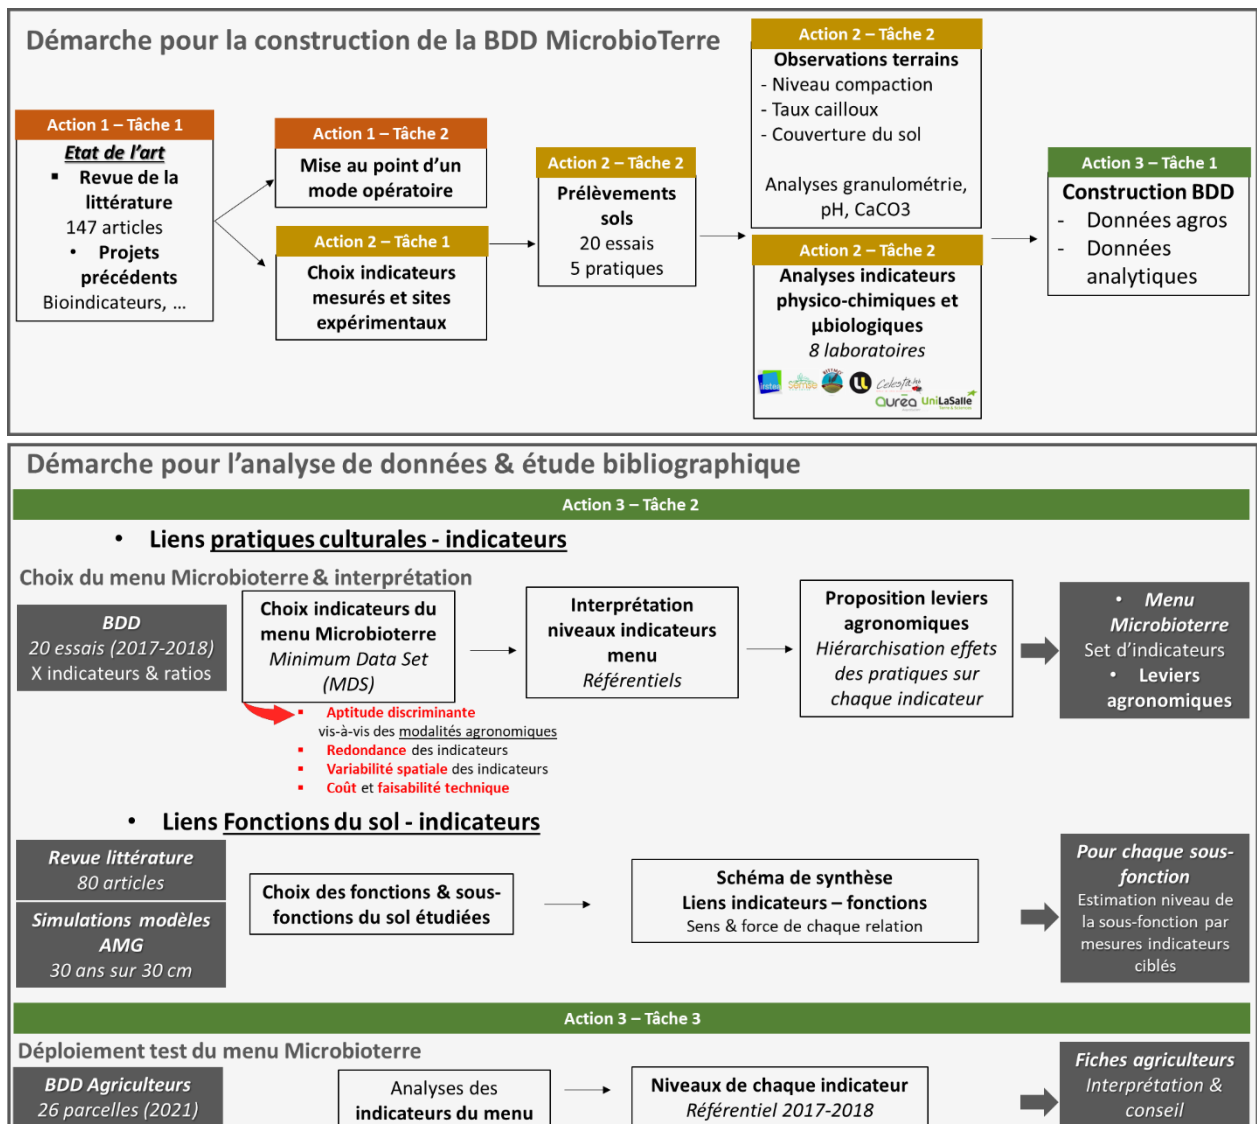 Démarche pour la construction de la BDD MicrobioTerre
Action 1 – Tâche 1
Etat de l'art
▪ Revue de la
littérature
147 articles
• Projets
précédents
Bioindicateurs, ...
Action 1 – Tâche 2
Mise au point d'un
mode opératoire
Action 2 – Tâche 1
Choix indicateurs
mesurés et sites
expérimentaux
Action 2 – Tâche 2
Prélèvements
sols
20 essais
5 pratiques
Action 2 – Tâche 2
Observations terrains
- Niveau compaction
- Taux cailloux
- Couverture du sol
Analyses granulométrie,
pH, CaCO3
Action 2 – Tâche 2
Analyses indicateurs
physico-chimiques et
µbiologiques
8 laboratoires
Celesta-lab
auréa UniLaSalle
Action 3 – Tâche 1
Construction BDD
- Données agros
- Données
analytiques
Démarche pour l'analyse de données & étude bibliographique
Action 3 – Tâche 2
• Liens pratiques culturales - indicateurs
Choix du menu Microbioterre & interprétation
BDD
20 essais (2017-2018)
X indicateurs & ratios
Choix indicateurs du
menu Microbioterre
Minimum Data Set
(MDS)
▪ Aptitude discriminante
vis-à-vis des modalités agronomiques
▪ Redondance des indicateurs
▪ Variabilité spatiale des indicateurs
▪ Coût et faisabilité technique
Interprétation
niveaux indicateurs
menu
Référentiels
Proposition leviers
agronomiques
Hiérarchisation effets
des pratiques sur
chaque indicateur
• Menu
Microbioterre
Set d'indicateurs
• Leviers
agronomiques
• Liens Fonctions du sol - indicateurs
Revue littérature
80 articles
Simulations modèles
AMG
30 ans sur 30 cm
Choix des fonctions & sous-
fonctions du sol étudiées
Schéma de synthèse
Liens indicateurs – fonctions
Sens & force de chaque relation
Pour chaque sous-
fonction
Estimation niveau de
la sous-fonction par
mesures indicateurs
ciblés
Action 3 – Tâche 3
Déploiement test du menu Microbioterre
BDD Agriculteurs
26 parcelles (2021)
Analyses des
indicateurs du menu
Niveaux de chaque indicateur
Référentiel 2017-2018
Fiches agriculteurs
Interprétation &
conseil